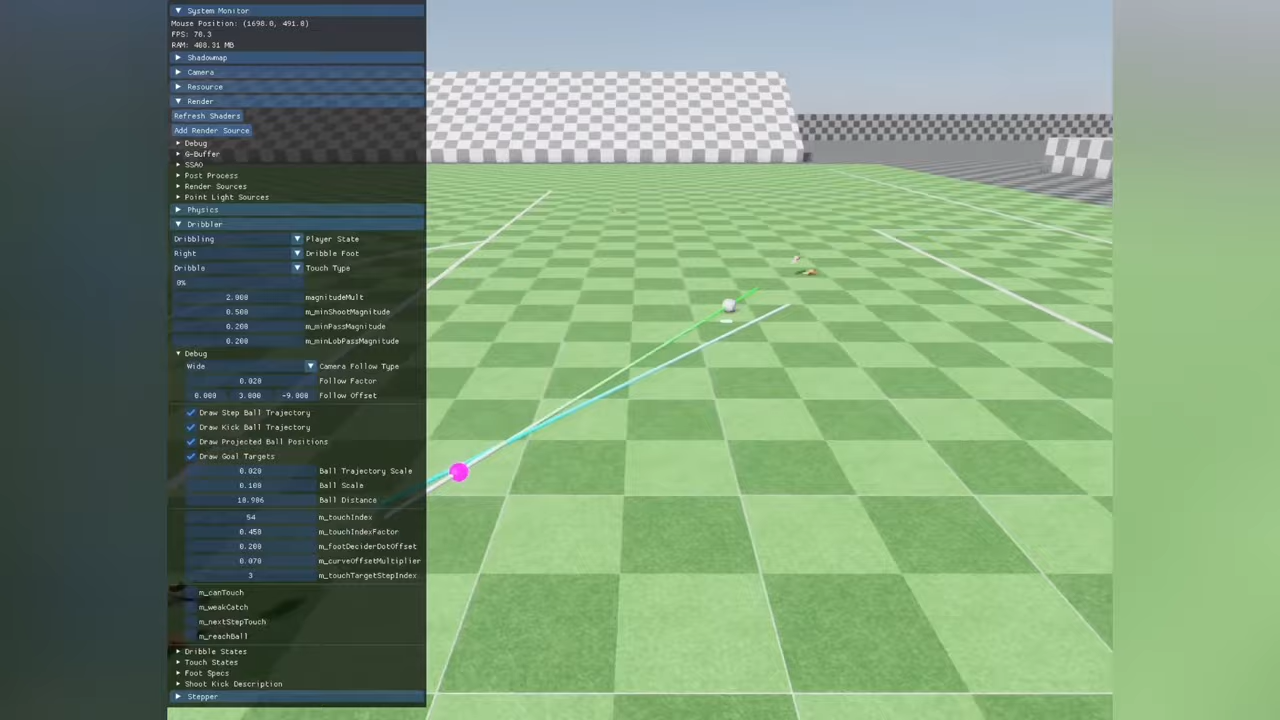 System Monitor
Mouse Position: (1698.0, 491.0)
FPS: 70.3
RAM: 408.31 MB
Shadowmap
Camera
Resource
Render
Refresh Shaders
Add Render Source
Debug
G-Buffer
SSAO
Post Process
Render Sources
Point Light Sources
Physics
Dribbler
Dribbling Player State
Right Dribble Foot
Dribble Touch Type
0%
2.000 magnitudeMult
0.500 m_minShootMagnitude
0.200 m_minPassMagnitude
0.200 m_minLobPassMagnitude
Debug
Wide Camera Follow Type
0.020 Follow Factor
0.000 3.000 -9.000 Follow Offset
Draw Step Ball Trajectory
Draw Kick Ball Trajectory
Draw Projected Ball Positions
Draw Goal Targets
0.020 Ball Trajectory Scale
0.100 Ball Scale
10.906 Ball Distance
54 m_touchIndex
0.450 m_touchIndexFactor
0.200 m_footDeciderDotOffset
0.070 m_curveOffsetMultiplier
3 m_touchTargetStepIndex
m_canTouch
m_weakCatch
m_nextStepTouch
m_reachBall
Dribble States
Touch States
Foot Specs
Shoot Kick Description
Stepper